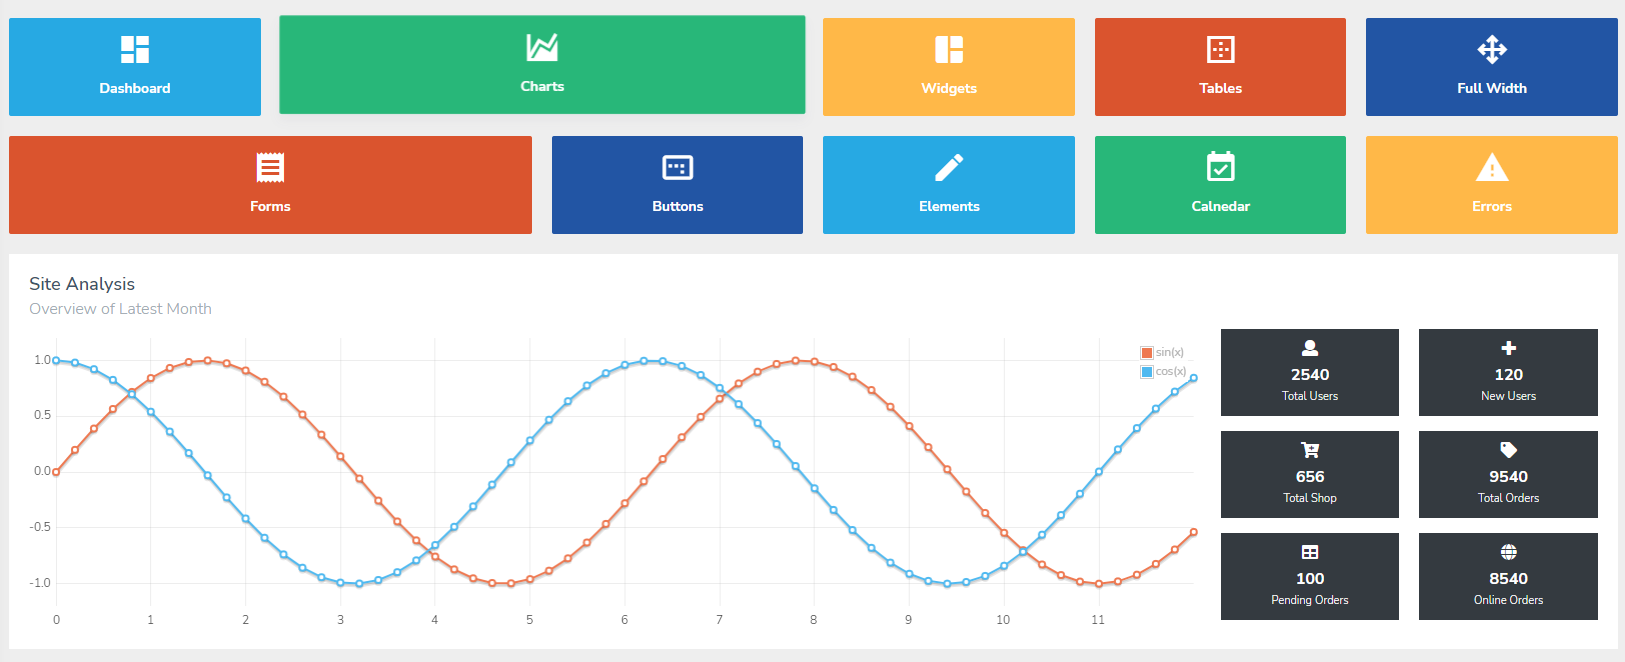 Dashboard
Charts
Widgets
Tables
Full Width
Forms
Buttons
Elements
Calnedar
Errors
Site Analysis
Overview of Latest Month
1.0
0.5
0.0
-0.5
-1.0
0 1 2 3 4 5 6 7 8 9 10 11
sin(x)
cos(x)
2540
Total Users
120
New Users
656
Total Shop
9540
Total Orders
100
Pending Orders
8540
Online Orders